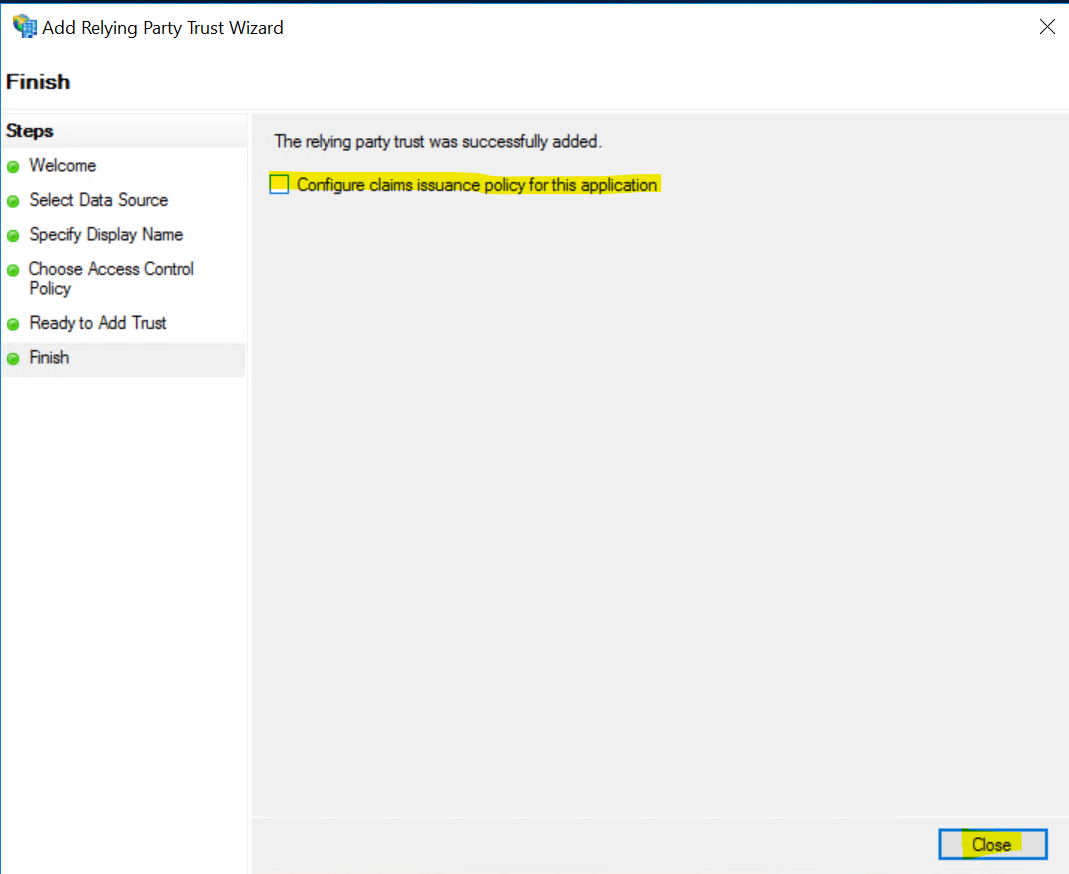 Add Relying Party Trust Wizard
Finish
Steps
Welcome
Select Data Source
Specify Display Name
Choose Access Control
Policy
Ready to Add Trust
Finish
The relying party trust was successfully added.
Configure claims issuance policy for this application
Close